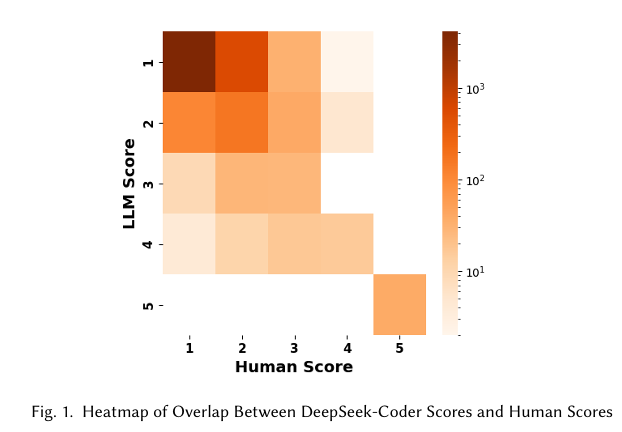 1
2
3
4
5
LLM Score
1 2 3 4 5
Human Score
10³
10²
10¹
Fig. 1. Heatmap of Overlap Between DeepSeek-Coder Scores and Human Scores